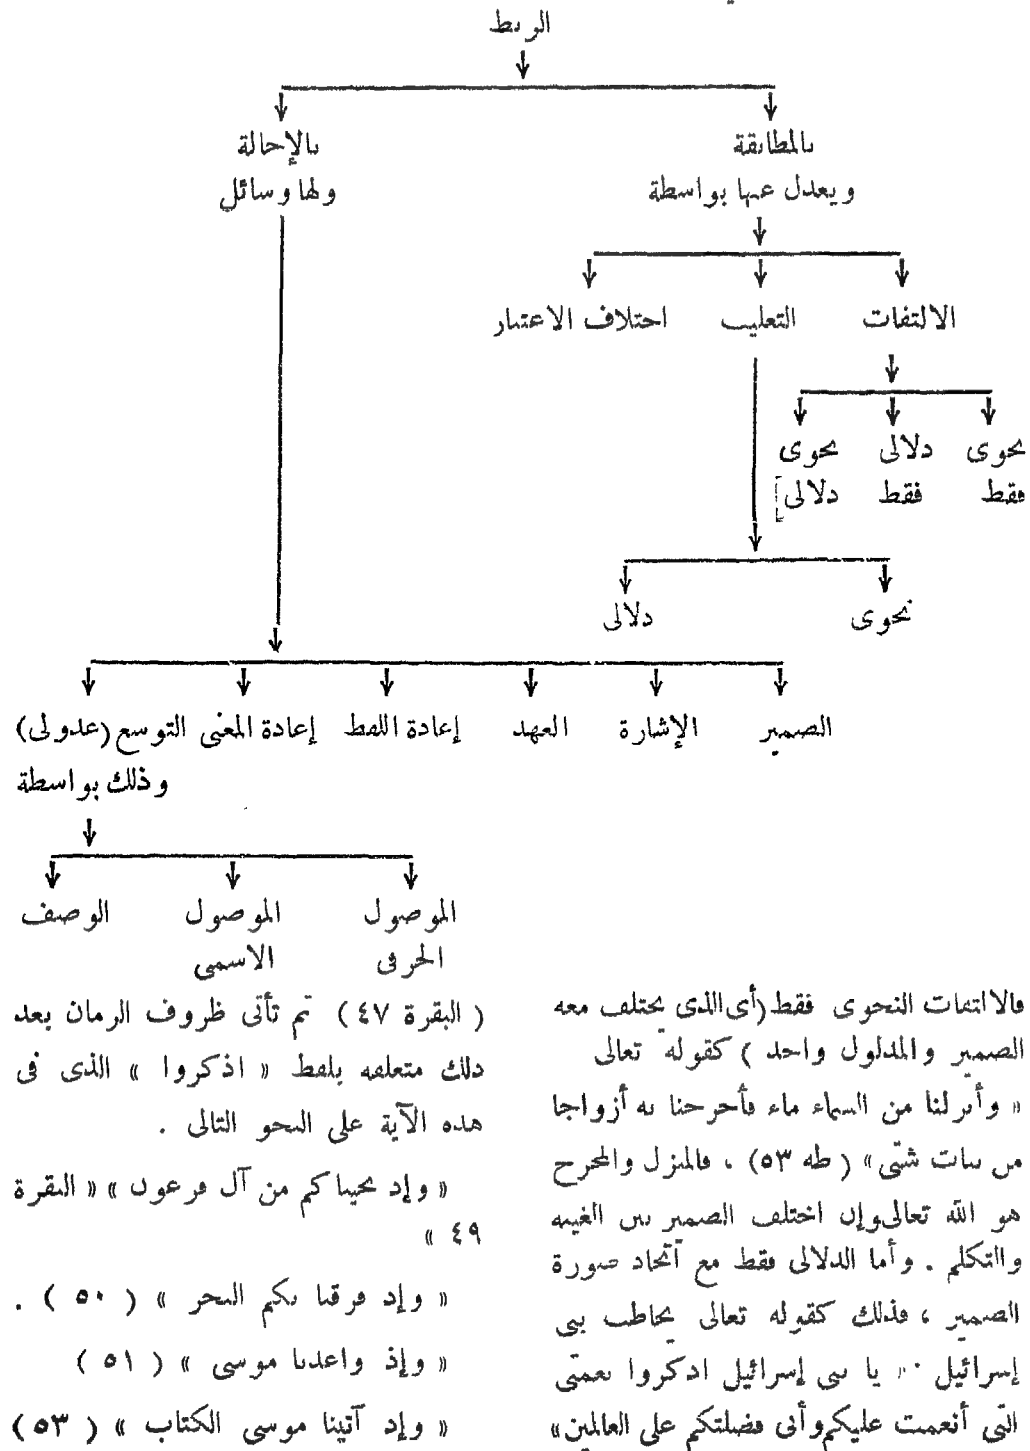 الربط
بالمطابقة بالإحالة
ويعدل عنها بواسطة ولها وسائل
الالتفات التغليب اختلاف الاعتبار
نحوى دلالى نحوى
فقط فقط دلالى]
نحوى دلالى
الضمير الإشارة العهد إعادة اللفظ إعادة المعنى التوسع (عدولى)
وذلك بواسطة
الموصول الموصول الوصف
الحرفى الاسمى
فالالتفات النحوى فقط (أى الذى يختلف معه
الضمير والمدلول واحد ) كقوله تعالى
« وأنزلنا من السماء ماء فأخرجنا به أزواجا
من نبات شتّى » ( طه ٥٣) ، فالمنزل والمخرج
هو الله تعالى وإن اختلف الضمير بين الغيبه
والتكلم . وأما الدلالى فقط مع اتّحاد صورة
الضمير ، فذلك كقوله تعالى يخاطب بنى
إسرائيل : « يا بنى إسرائيل اذكروا نعمتى
التّى أنعمت عليكم وأنى فضلتكم على العالمين »
( البقرة ٤٧ ) ثم تأتى ظروف الزمان بعد
ذلك متعلقه بلفظ « اذكروا » الذى فى
هذه الآية على النحو التالى .
« وإذ نجيناكم من آل فرعون » « البقرة
٤٩ »
« وإذ فرقنا بكم البحر » ( ٥٠ ) .
« وإذ واعدنا موسى » ( ٥١ )
« وإذ آتينا موسى الكتاب » ( ٥٣ )